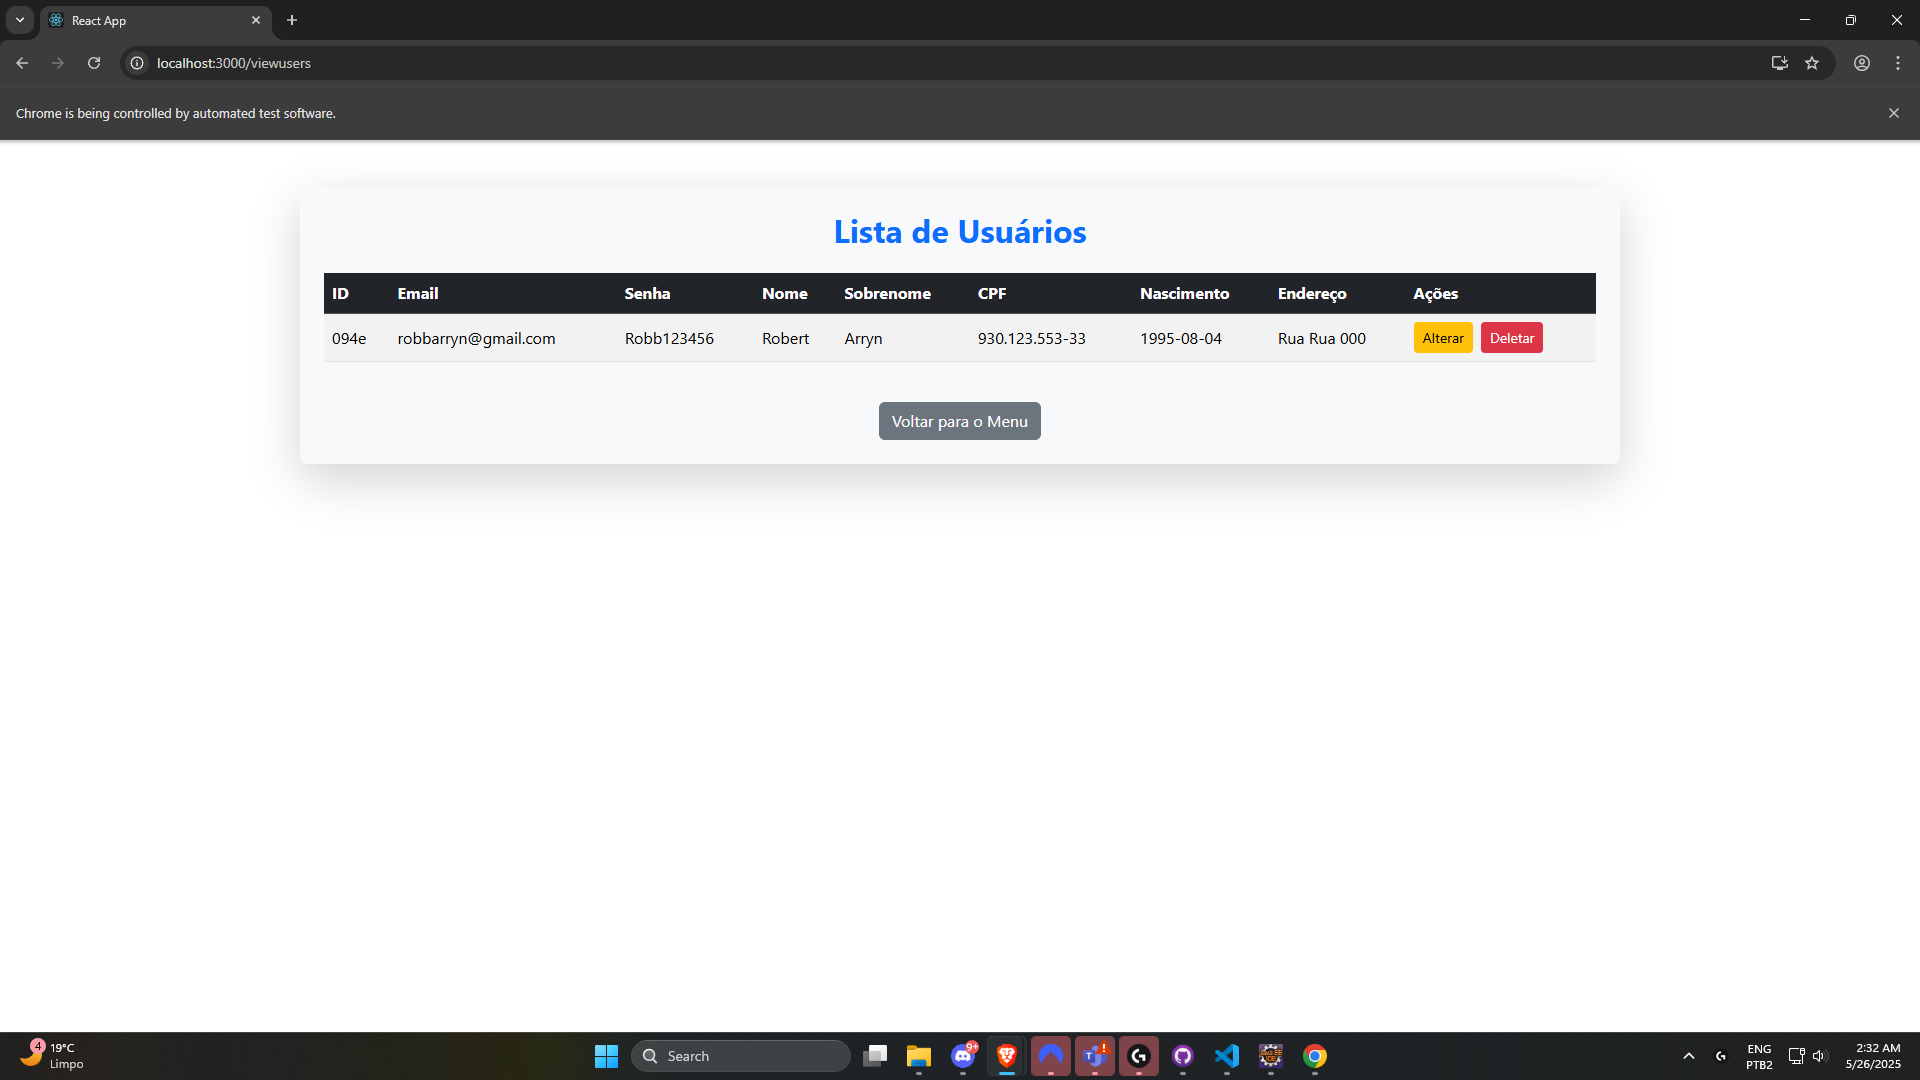 React App
localhost:3000/viewusers
Chrome is being controlled by automated test software.
Lista de Usuários
ID Email Senha Nome Sobrenome CPF Nascimento Endereço Ações
094e robbarryn@gmail.com Robb123456 Robert Arryn 930.123.553-33 1995-08-04 Rua Rua 000 Alterar Deletar
Voltar para o Menu
4 19°C
Limpo
Search
9+
ENG
PTB2
2:32 AM
5/26/2025